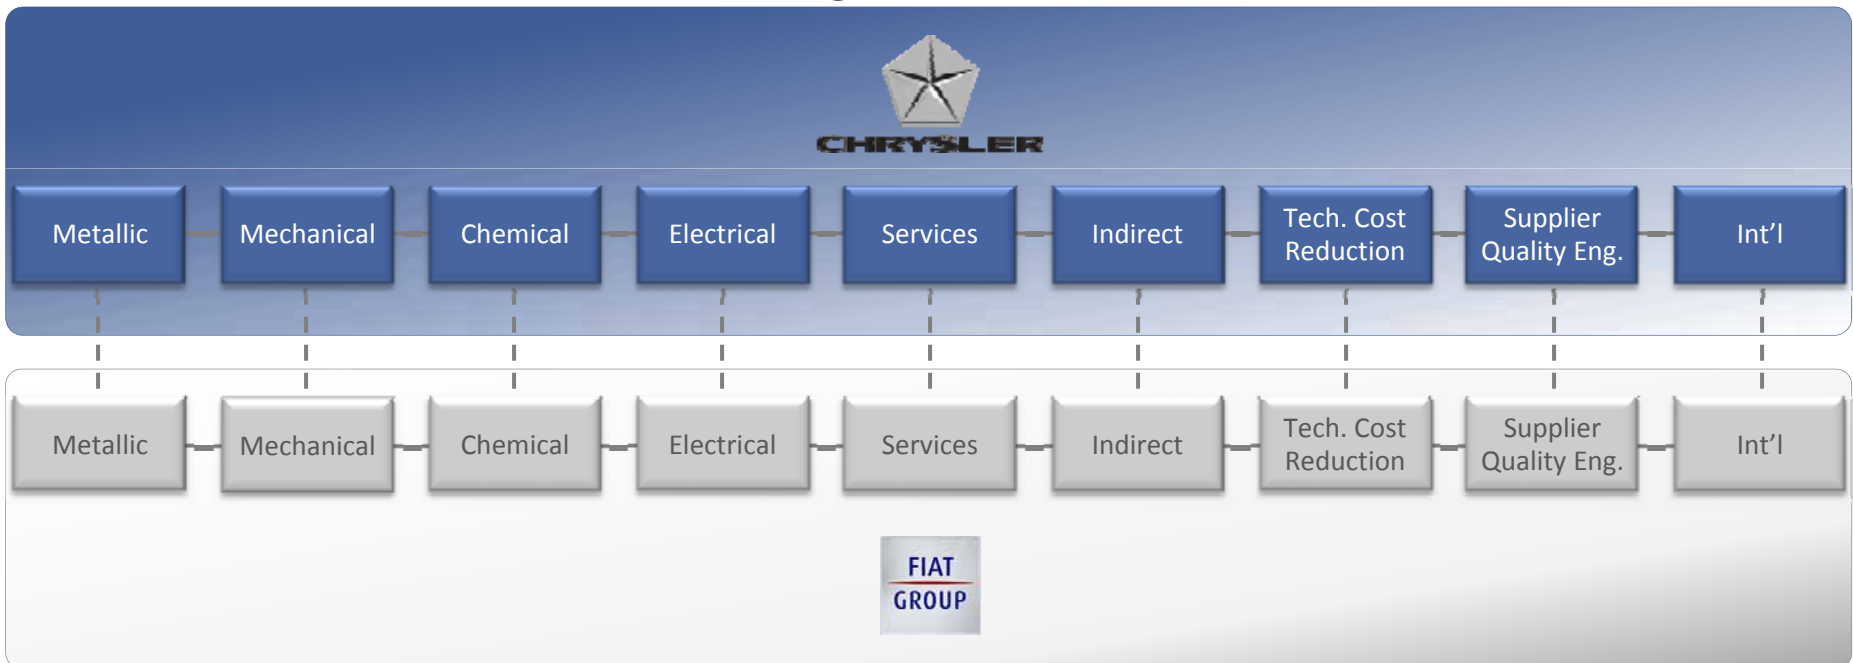 CHRYSLER
Metallic
Mechanical
Chemical
Electrical
Services
Indirect
Tech. Cost
Reduction
Supplier
Quality Eng.
Int’l
Metallic
Mechanical
Chemical
Electrical
Services
Indirect
Tech. Cost
Reduction
Supplier
Quality Eng.
Int’l
FIAT
GROUP